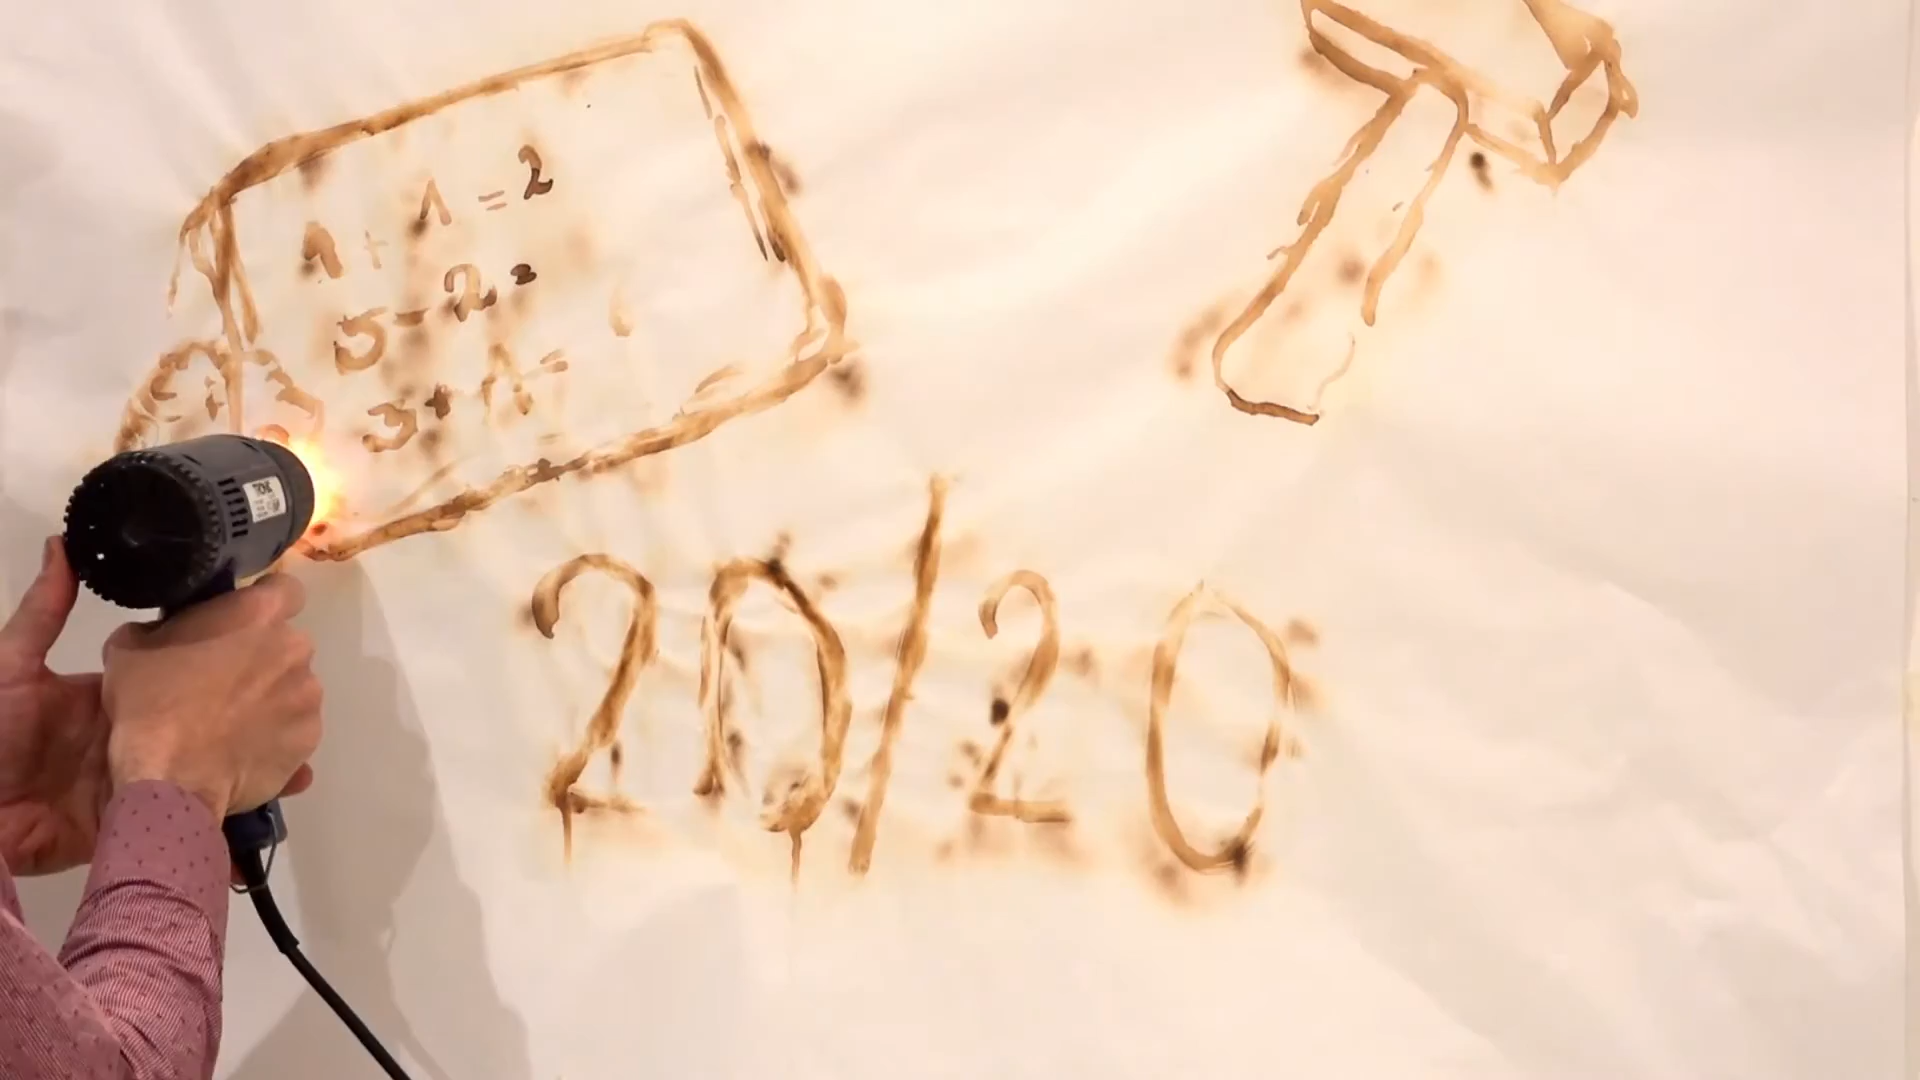 1 + 1 = 2
5 - 2 =
3 + 1 =
20/20